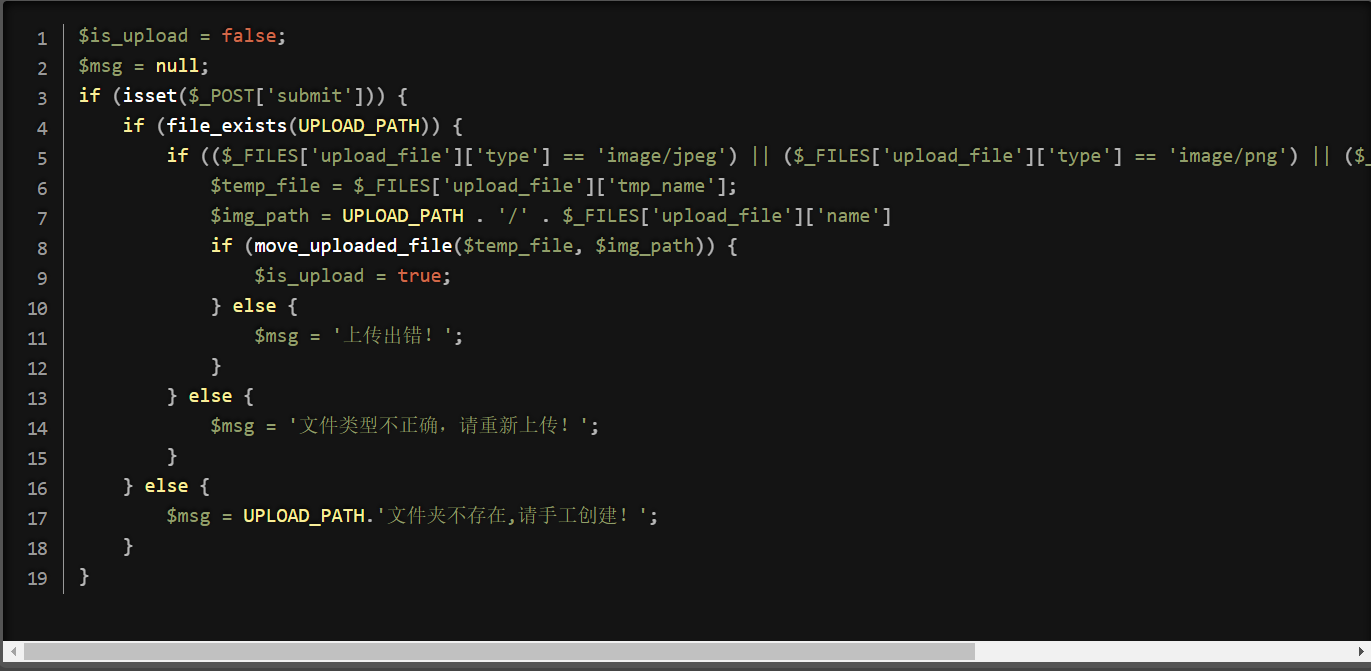 1 $is_upload = false;
2 $msg = null;
3 if (isset($_POST['submit'])) {
4     if (file_exists(UPLOAD_PATH)) {
5         if (($_FILES['upload_file']['type'] == 'image/jpeg') || ($_FILES['upload_file']['type'] == 'image/png') || ($_
6             $temp_file = $_FILES['upload_file']['tmp_name'];
7             $img_path = UPLOAD_PATH . '/' . $_FILES['upload_file']['name']
8             if (move_uploaded_file($temp_file, $img_path)) {
9                 $is_upload = true;
10             } else {
11                 $msg = '上传出错！';
12             }
13         } else {
14             $msg = '文件类型不正确，请重新上传！';
15         }
16     } else {
17         $msg = UPLOAD_PATH.'文件夹不存在,请手工创建！';
18     }
19 }